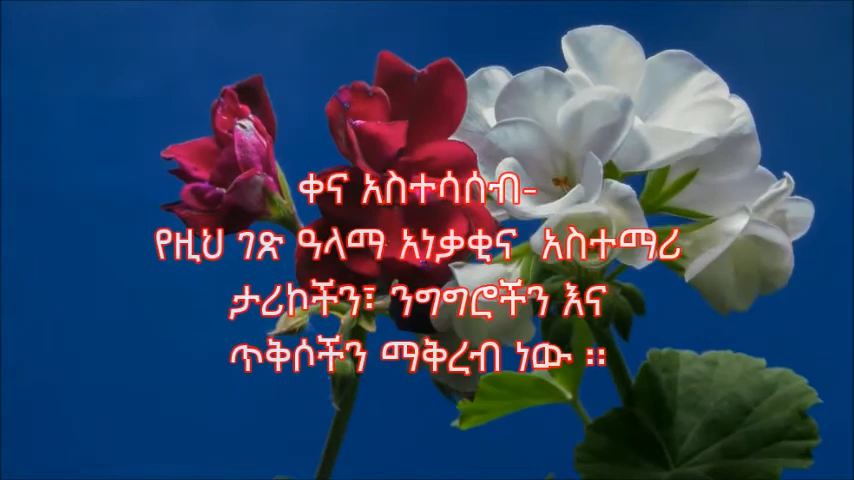 ቀና አስተሳሰብ-
የዚህ ገጽ ዓላማ አነቃቂና አስተማሪ
ታሪኮችን፣ ንግግሮችን እና
ጥቅሶችን ማቅረብ ነው ።